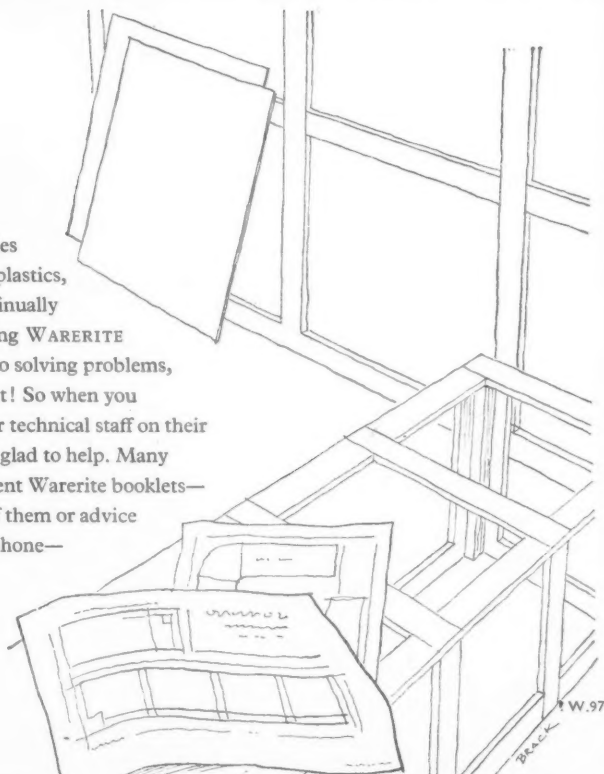 es
plastics,
inually
ng WARERITE
o solving problems,
t! So when you
r technical staff on their
glad to help. Many
ent Warerite booklets—
f them or advice
hone—
W.97
BRACK